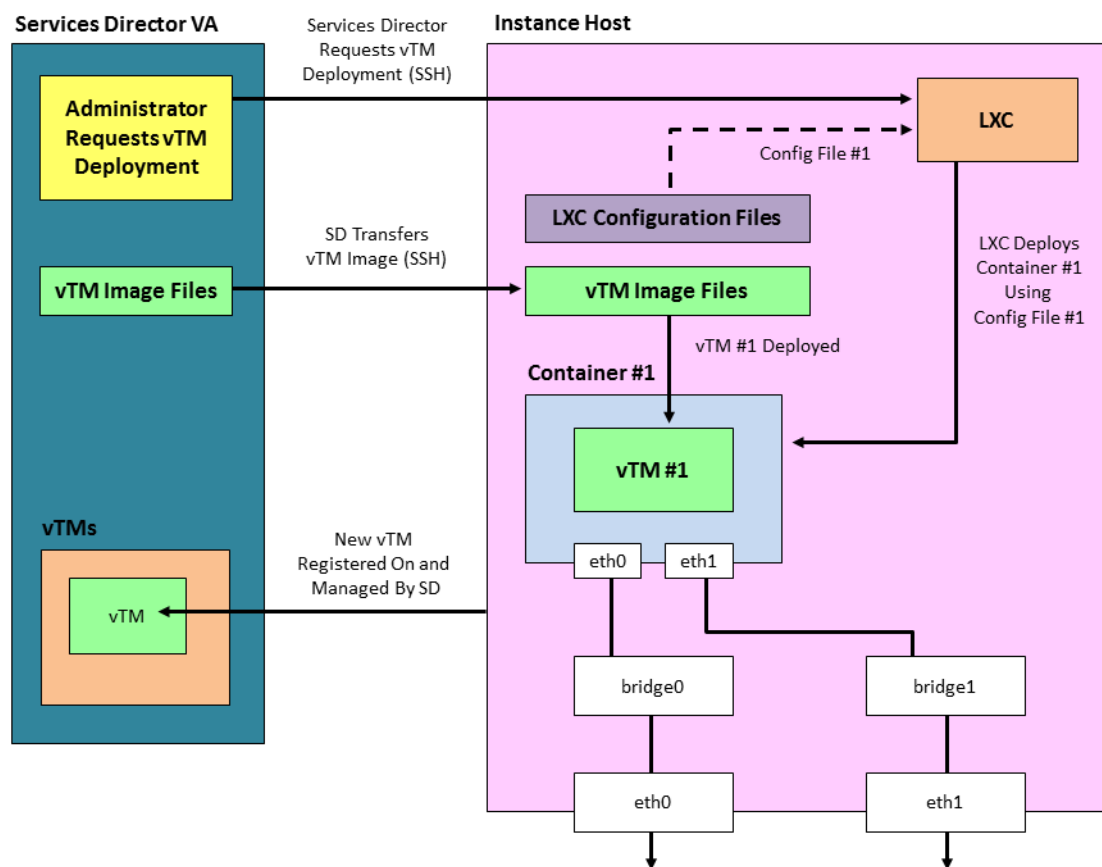 Services Director VA
Services Director
Requests vTM
Deployment (SSH)
Instance Host
Administrator
Requests vTM
Deployment
LXC
Config File #1
LXC Configuration Files
SD Transfers
vTM Image (SSH)
vTM Image Files
vTM Image Files
LXC Deploys
Container #1
Using
Config File #1
vTM #1 Deployed
Container #1
vTM #1
vTMs
New vTM
Registered On and
Managed By SD
vTM
eth0
eth1
bridge0
bridge1
eth0
eth1